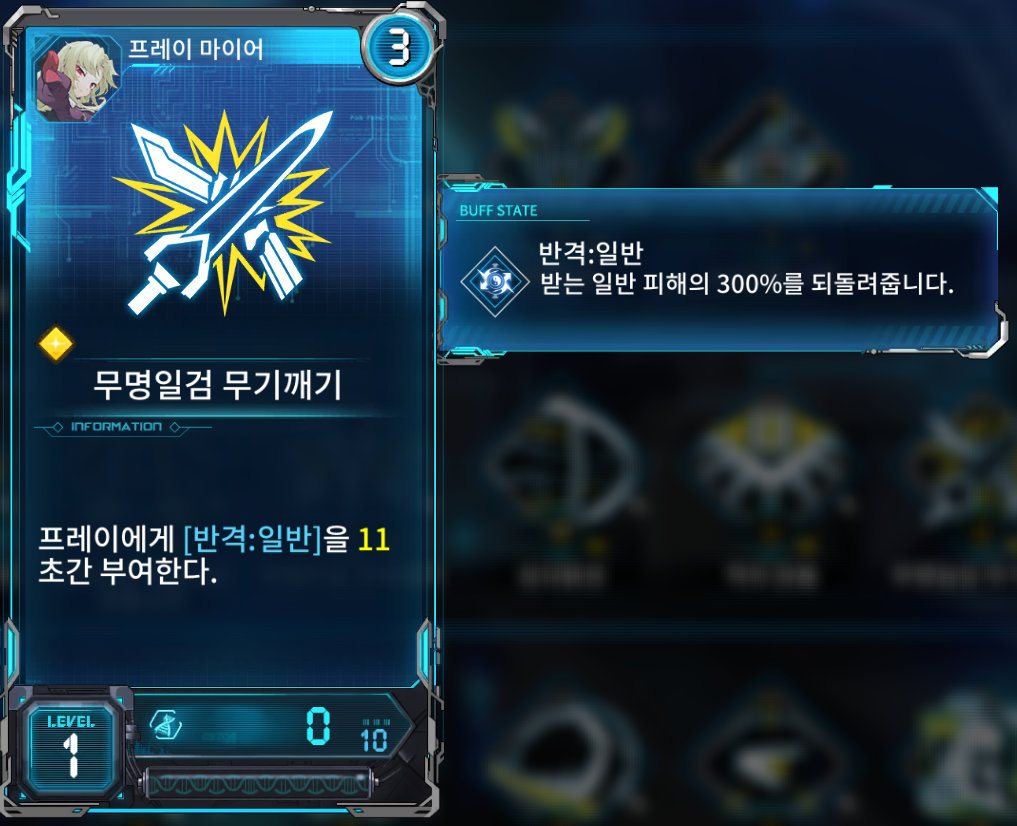 프레이 마이어
3
무명일검 무기깨기
INFORMATION
프레이에게 [반격:일반]을 11
초간 부여한다.
LEVEL
1
0
10
BUFF STATE
반격:일반
받는 일반 피해의 300%를 되돌려줍니다.